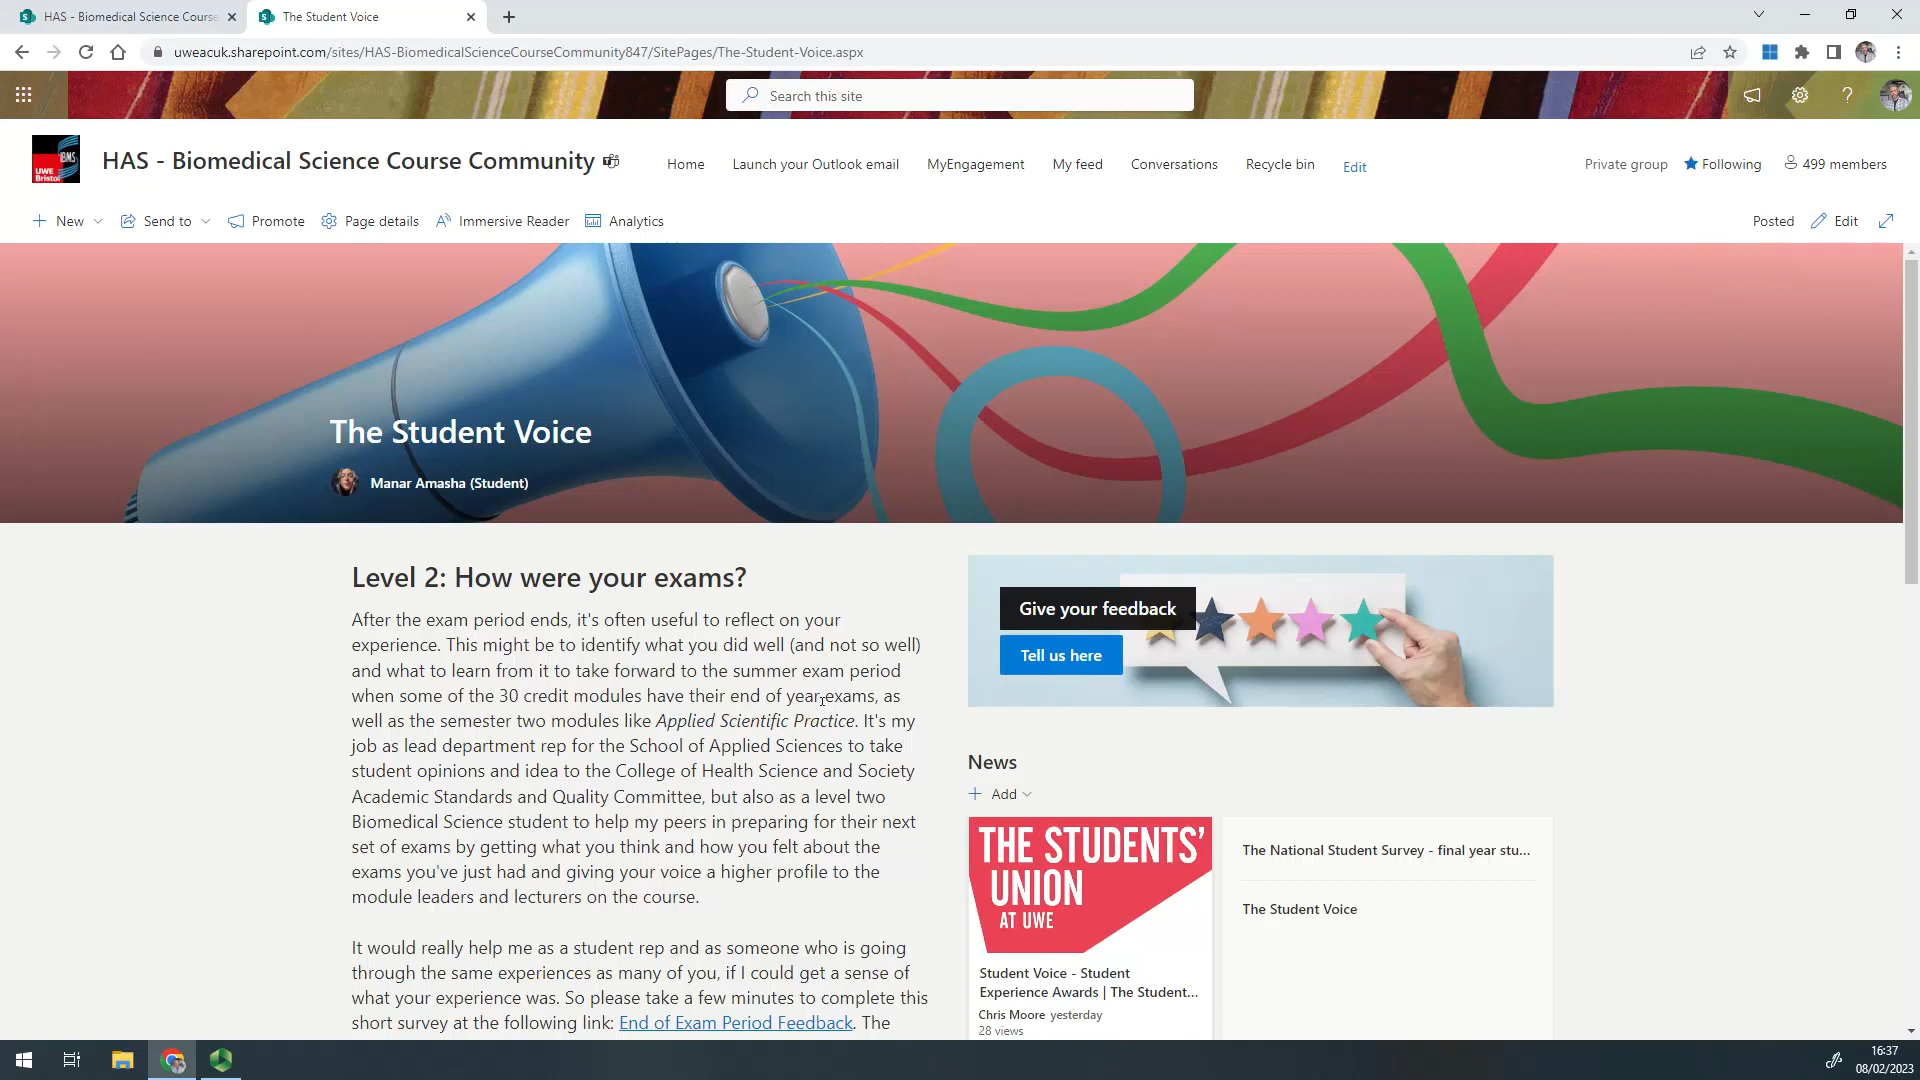 HAS - Biomedical Science Course
The Student Voice
uweacuk.sharepoint.com/sites/HAS-BiomedicalScienceCourseCommunity847/SitePages/The-Student-Voice.aspx
Search this site
IBMS
UWE
Bristol
HAS - Biomedical Science Course Community
Home
Launch your Outlook email
MyEngagement
My feed
Conversations
Recycle bin
Edit
Private group
Following
499 members
New
Send to
Promote
Page details
Immersive Reader
Analytics
Posted
Edit
The Student Voice
Manar Amasha (Student)
Level 2: How were your exams?
After the exam period ends, it's often useful to reflect on your
experience. This might be to identify what you did well (and not so well)
and what to learn from it to take forward to the summer exam period
when some of the 30 credit modules have their end of year exams, as
well as the semester two modules like Applied Scientific Practice. It's my
job as lead department rep for the School of Applied Sciences to take
student opinions and idea to the College of Health Science and Society
Academic Standards and Quality Committee, but also as a level two
Biomedical Science student to help my peers in preparing for their next
set of exams by getting what you think and how you felt about the
exams you've just had and giving your voice a higher profile to the
module leaders and lecturers on the course.
It would really help me as a student rep and as someone who is going
through the same experiences as many of you, if I could get a sense of
what your experience was. So please take a few minutes to complete this
short survey at the following link: End of Exam Period Feedback. The
Give your feedback
Tell us here
News
Add
THE STUDENTS'
UNION
AT UWE
Student Voice - Student
Experience Awards | The Student...
Chris Moore yesterday
28 views
The National Student Survey - final year stu...
The Student Voice
16:37
08/02/2023